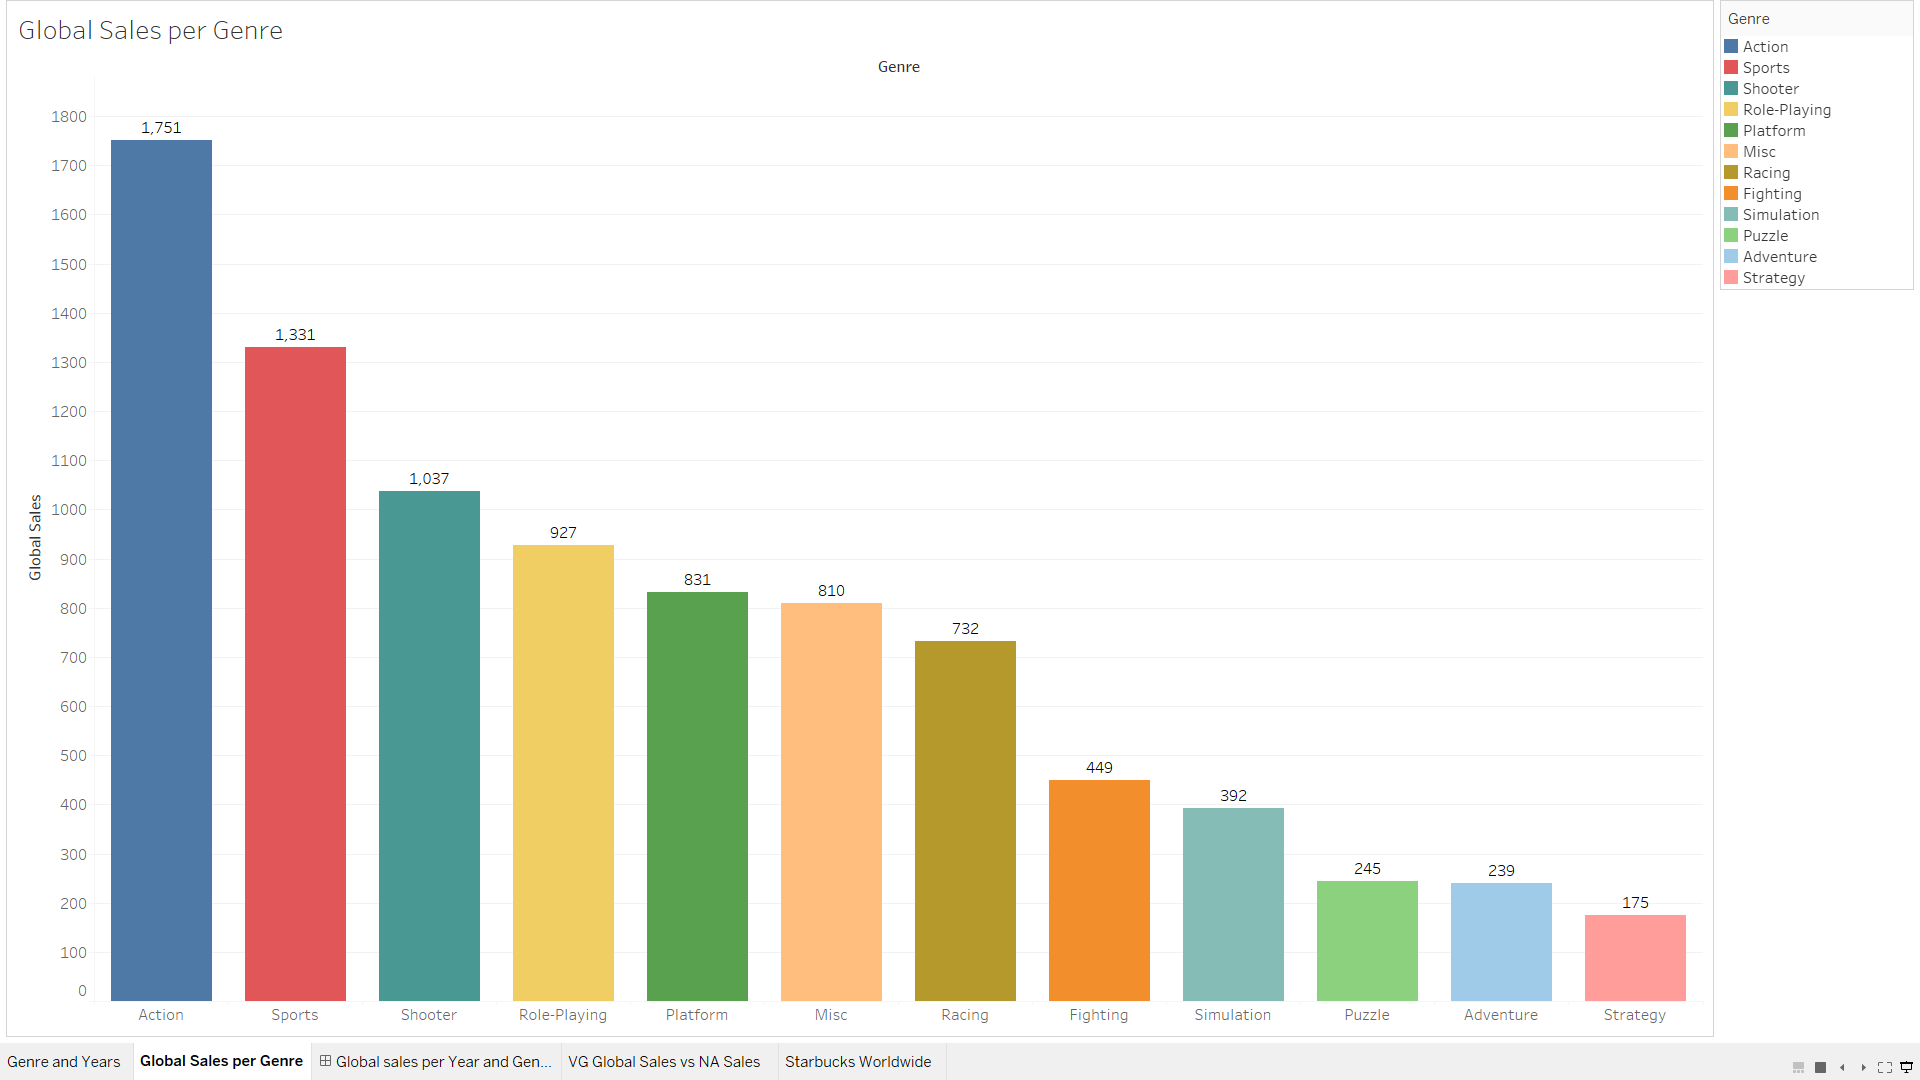 Global Sales per Genre
Genre
Global Sales
1800
1700
1600
1500
1400
1300
1200
1100
1000
900
800
700
600
500
400
300
200
100
0
1,751
1,331
1,037
927
831
810
732
449
392
245
239
175
Action
Sports
Shooter
Role-Playing
Platform
Misc
Racing
Fighting
Simulation
Puzzle
Adventure
Strategy
Genre
Action
Sports
Shooter
Role-Playing
Platform
Misc
Racing
Fighting
Simulation
Puzzle
Adventure
Strategy
Genre and Years
Global Sales per Genre
Global sales per Year and Gen...
VG Global Sales vs NA Sales
Starbucks Worldwide